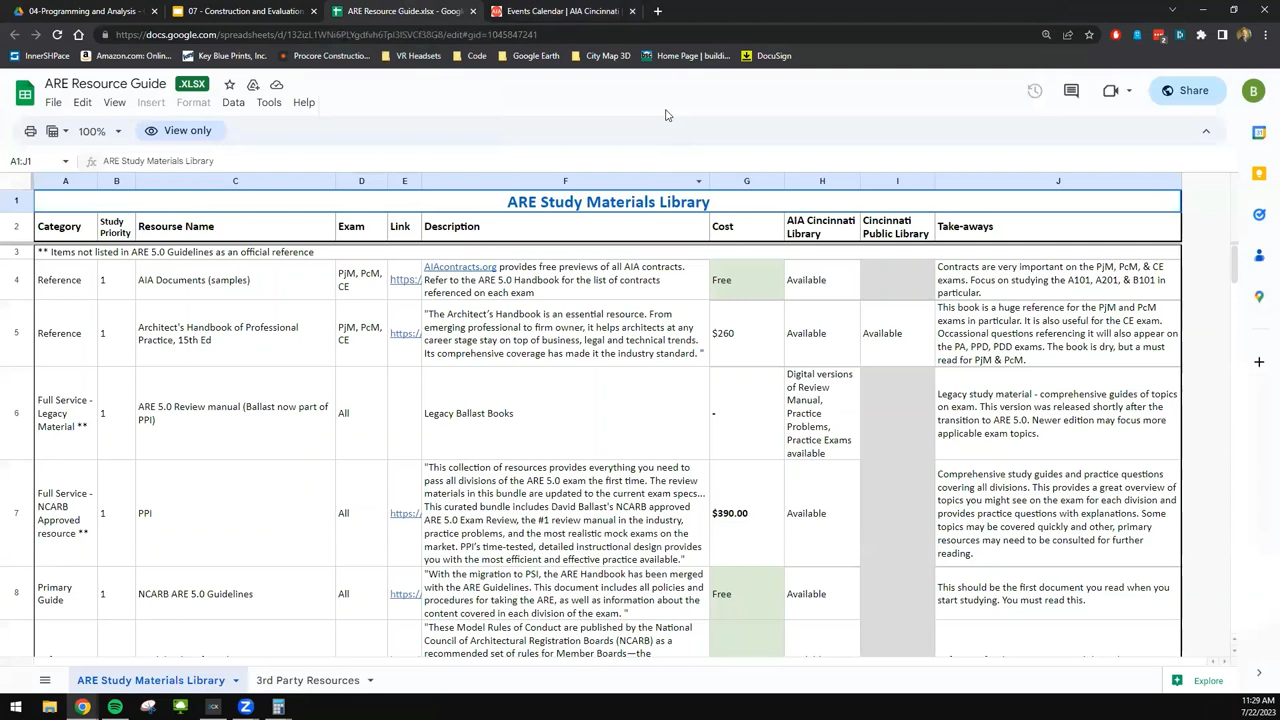 04-Programming and Analysis -
07 - Construction and Evaluation
ARE Resource Guide.xlsx - Goog
Events Calendar | AIA Cincinnati
https://docs.google.com/spreadsheets/d/132izL1WNi6PLYgdfvh6TpI3ISVCf38G8/edit#gid=1045847241
InnerSHPace
Amazon.com: Onlin...
Key Blue Prints, Inc.
Procore Constructio...
VR Headsets
Code
Google Earth
City Map 3D
Home Page | buildi...
DocuSign
ARE Resource Guide .XLSX
Share
B
File Edit View Insert Format Data Tools Help
100% View only
A1:J1 fx ARE Study Materials Library
A B C D E F G H I J
1 ARE Study Materials Library
2 Category
Study Priority
Resourse Name
Exam
Link
Description
Cost
AIA Cincinnati Library
Cincinnati Public Library
Take-aways
3 ** Items not listed in ARE 5.0 Guidelines as an official reference
4 Reference
1
AIA Documents (samples)
PjM, PcM,
CE
https:/
AIAcontracts.org provides free previews of all AIA contracts.
Refer to the ARE 5.0 Handbook for the list of contracts
referenced on each exam
Free
Available
Contracts are very important on the PjM, PcM, & CE
exams. Focus on studying the A101, A201, & B101 in
particular.
5 Reference
1
Architect's Handbook of Professional
Practice, 15th Ed
PjM, PcM,
CE
https:/
"The Architect's Handbook is an essential resource. From
emerging professional to firm owner, it helps architects at any
career stage stay on top of business, legal and technical trends.
Its comprehensive coverage has made it the industry standard. "
$260
Available
Available
This book is a huge reference for the PjM and PcM
exams in particular. It is also useful for the CE exam.
Occassional questions referencing it will also appear on
the PA, PPD, PDD exams. The book is dry, but a must
read for PjM & PcM.
6 Full Service -
Legacy
Material **
1
ARE 5.0 Review manual (Ballast now part of
PPI)
All
Legacy Ballast Books
-
Digital versions
of Review
Manual,
Practice
Problems,
Practice Exams
available
Legacy study material - comprehensive guides of topics
on exam. This version was released shortly after the
transition to ARE 5.0. Newer edition may focus more
applicable exam topics.
7 Full Service -
NCARB
Approved
resource **
1
PPI
All
https:/
"This collection of resources provides everything you need to
pass all divisions of the ARE 5.0 exam the first time. The review
materials in this bundle are updated to the current exam specs...
This curated bundle includes David Ballast's NCARB approved
ARE 5.0 Exam Review, the #1 review manual in the industry,
practice problems, and the most realistic mock exams on the
market. PPI's time-tested, detailed instructional design provides
you with the most efficient and effective practice available."
$390.00
Available
Comprehensive study guides and practice questions
covering all divisions. This provides a great overview of
topics you might see on the exam for each division and
provides practice questions with explanations. Some
topics may be covered quickly and other, primary
resources may need to be consulted for further
reading.
8 Primary
Guide
1
NCARB ARE 5.0 Guidelines
All
https:/
"With the migration to PSI, the ARE Handbook has been merged
with the ARE Guidelines. This document includes all policies and
procedures for taking the ARE, as well as information about the
content covered in each division of the exam. "
Free
Available
This should be the first document you read when you
start studying. You must read this.
"These Model Rules of Conduct are published by the National
Council of Architectural Registration Boards (NCARB) as a
recommended set of rules for Member Boards—the
ARE Study Materials Library
3rd Party Resources
Explore
11:29 AM
7/22/2023